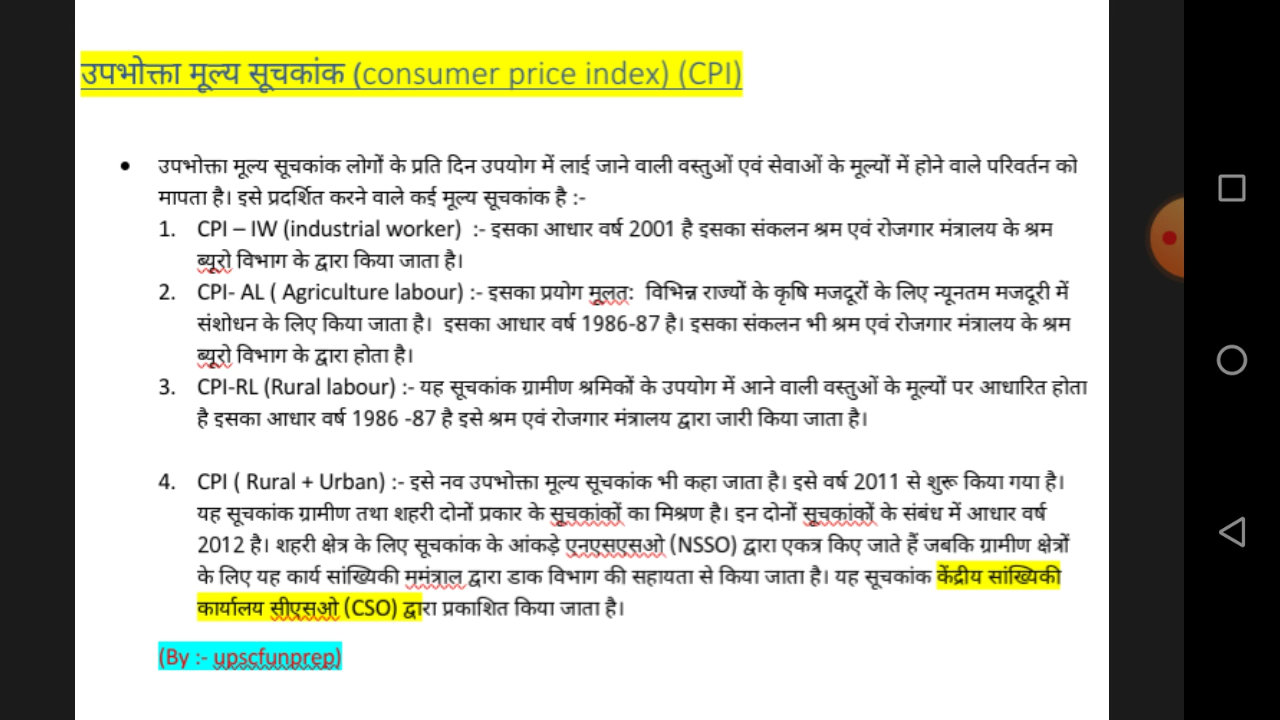 उपभोक्ता मूल्य सूचकांक (consumer price index) (CPI)
• उपभोक्ता मूल्य सूचकांक लोगों के प्रति दिन उपयोग में लाई जाने वाली वस्तुओं एवं सेवाओं के मूल्यों में होने वाले परिवर्तन को
मापता है। इसे प्रदर्शित करने वाले कई मूल्य सूचकांक है :-
1. CPI – IW (industrial worker) :- इसका आधार वर्ष 2001 है इसका संकलन श्रम एवं रोजगार मंत्रालय के श्रम
ब्यूरो विभाग के द्वारा किया जाता है।
2. CPI- AL ( Agriculture labour) :- इसका प्रयोग मूलत: विभिन्न राज्यों के कृषि मजदूरों के लिए न्यूनतम मजदूरी में
संशोधन के लिए किया जाता है। इसका आधार वर्ष 1986-87 है। इसका संकलन भी श्रम एवं रोजगार मंत्रालय के श्रम
ब्यूरो विभाग के द्वारा होता है।
3. CPI-RL (Rural labour) :- यह सूचकांक ग्रामीण श्रमिकों के उपयोग में आने वाली वस्तुओं के मूल्यों पर आधारित होता
है इसका आधार वर्ष 1986 -87 है इसे श्रम एवं रोजगार मंत्रालय द्वारा जारी किया जाता है।
4. CPI ( Rural + Urban) :- इसे नव उपभोक्ता मूल्य सूचकांक भी कहा जाता है। इसे वर्ष 2011 से शुरू किया गया है।
यह सूचकांक ग्रामीण तथा शहरी दोनों प्रकार के सूचकांकों का मिश्रण है। इन दोनों सूचकांकों के संबंध में आधार वर्ष
2012 है। शहरी क्षेत्र के लिए सूचकांक के आंकड़े एनएसएसओ (NSSO) द्वारा एकत्र किए जाते हैं जबकि ग्रामीण क्षेत्रों
के लिए यह कार्य सांख्यिकी ममंत्राल द्वारा डाक विभाग की सहायता से किया जाता है। यह सूचकांक केंद्रीय सांख्यिकी
कार्यालय सीएसओ (CSO) द्वारा प्रकाशित किया जाता है।
(By :- upscfunprep)